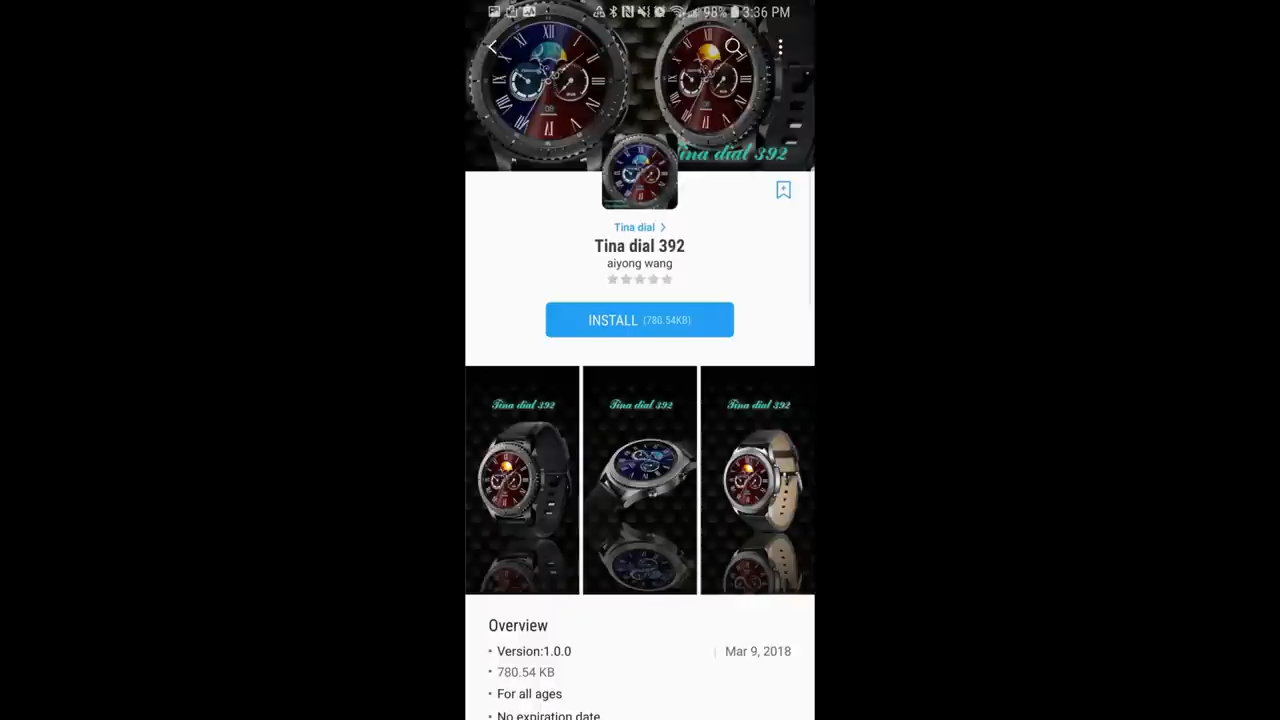 98% 3:36 PM
Tina dial 392
Tina dial >
Tina dial 392
aiyong wang
INSTALL (780.54KB)
Tina dial 392
Tina dial 392
Tina dial 392
Overview
• Version:1.0.0 | Mar 9, 2018
• 780.54 KB
• For all ages
• No expiration date